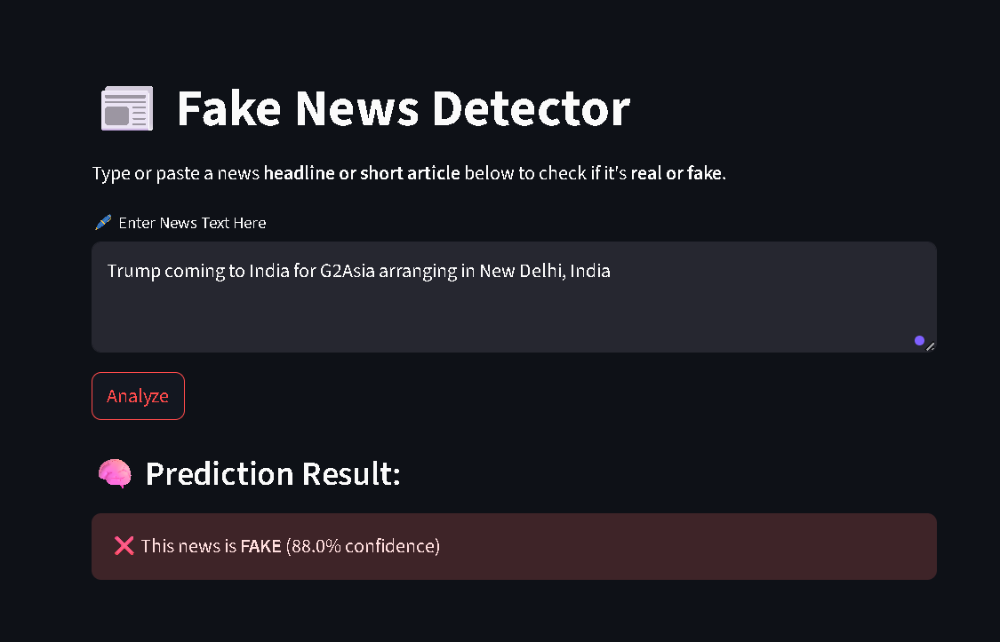 Fake News Detector
Type or paste a news headline or short article below to check if it's real or fake.
Enter News Text Here
Trump coming to India for G2Asia arranging in New Delhi, India
Analyze
Prediction Result:
This news is FAKE (88.0% confidence)